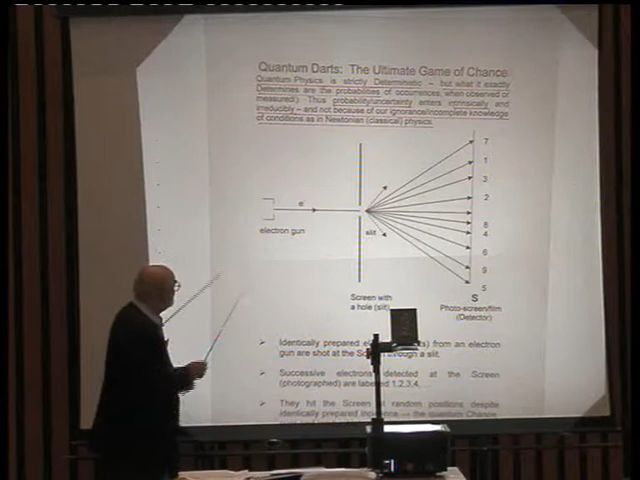 Quantum Darts: The Ultimate Game of Chance
Quantum Physics is strictly Deterministic – but what it exactly
Determines are the probabilities of occurrences, when observed or
measured! Thus probability/uncertainty enters intrinsically and
irreducibly – and not because of our ignorance/incomplete knowledge
of conditions as in Newtonian (classical) physics.
7
1
3
2
8
4
6
9
5
e-
electron gun
slit
S
Screen with
a hole (slit)
Photo-screen/film
(Detector)
Identically prepared from an electron
gun are shot at the through a slit.
Successive electrons detected at the Screen
(photographed) are labeled 1,2,3,4,
They hit the Screen at random positions despite
identically prepared – the quantum Chance